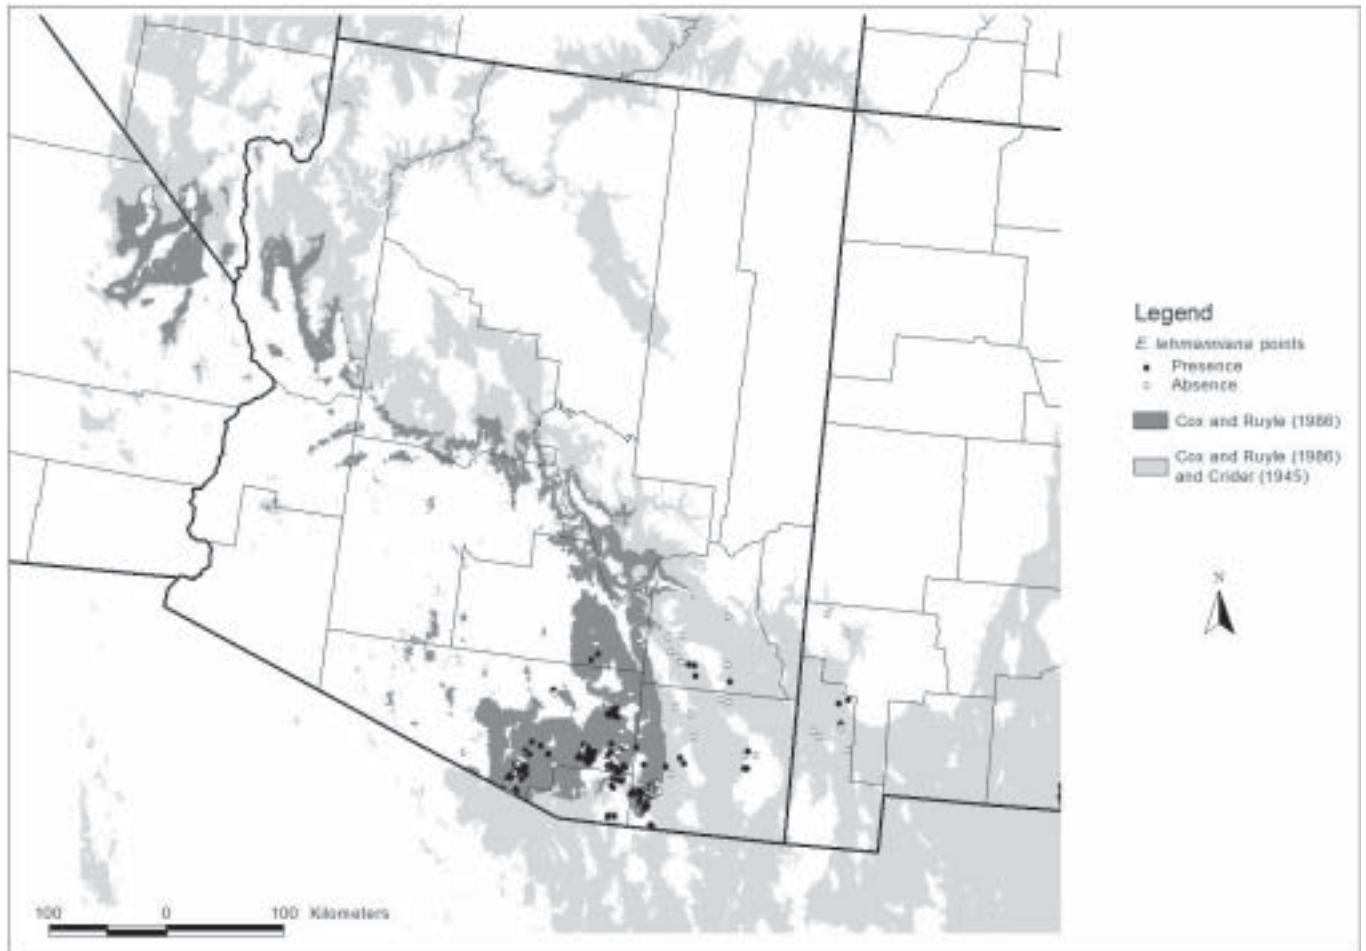 Legend
E. lehmanniana points
Presence
Absence
Cox and Ruyle (1986)
Cox and Ruyle (1986)
and Crider (1945)
N
100 0 100 Kilometers